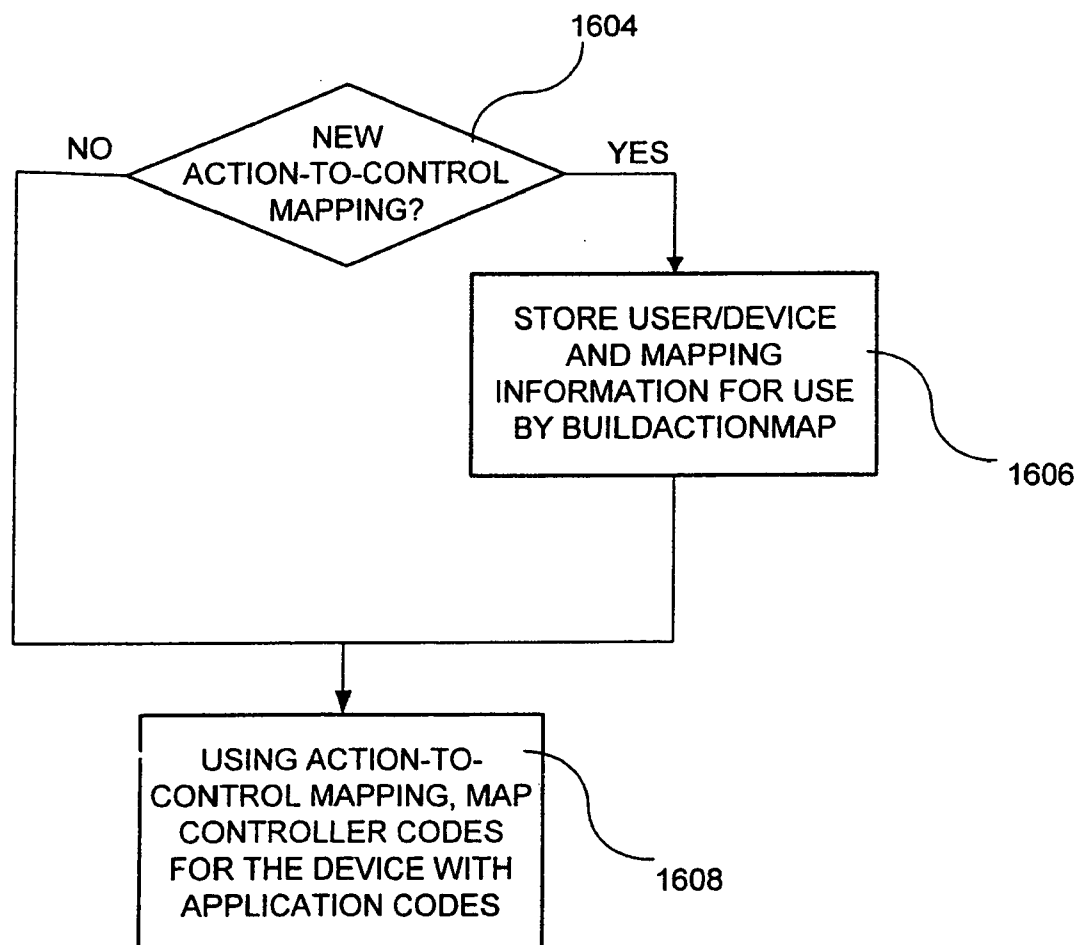 1604
NO
NEW
ACTION-TO-CONTROL
MAPPING?
YES
STORE USER/DEVICE
AND MAPPING
INFORMATION FOR USE
BY BUILDACTIONMAP
1606
USING ACTION-TO-
CONTROL MAPPING, MAP
CONTROLLER CODES
FOR THE DEVICE WITH
APPLICATION CODES
1608